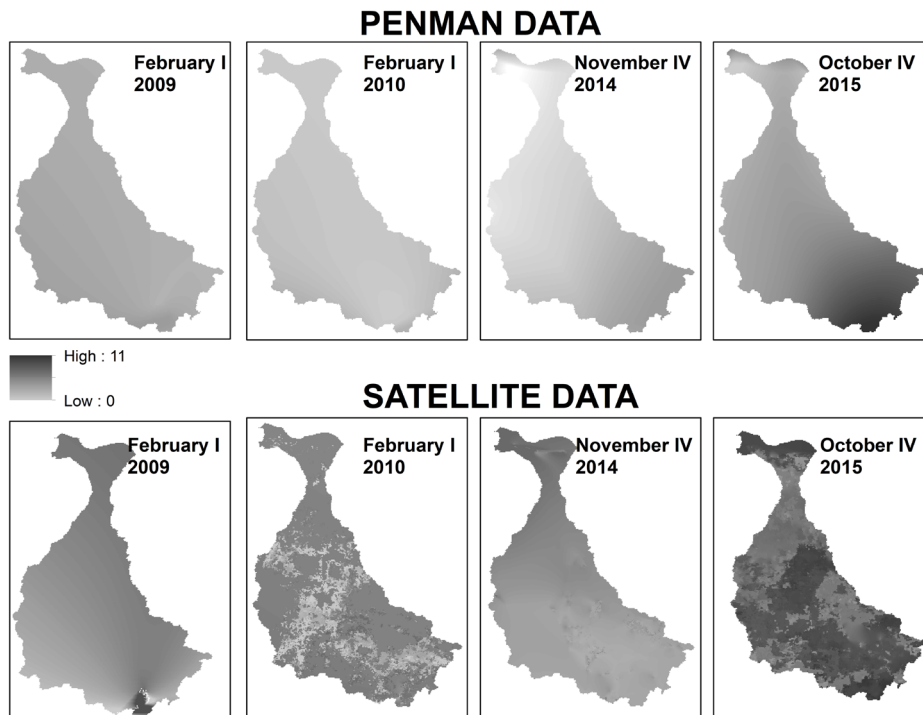 PENMAN DATA
February I
2009
February I
2010
November IV
2014
October IV
2015
High : 11
Low : 0
SATELLITE DATA
February I
2009
February I
2010
November IV
2014
October IV
2015